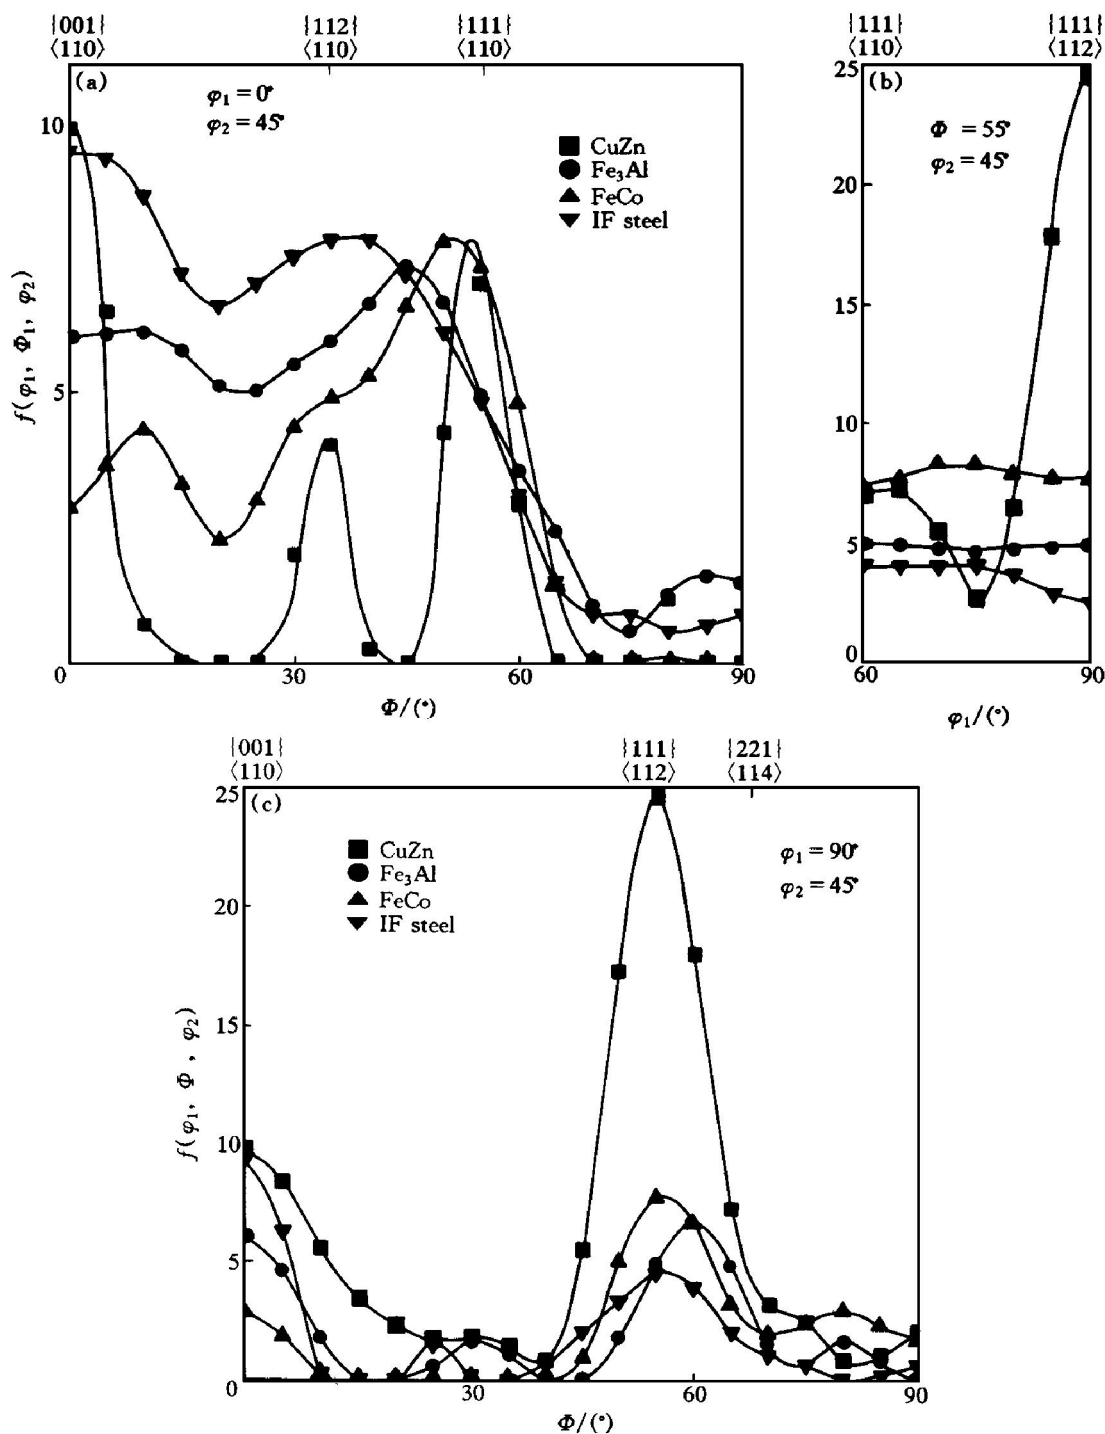 {001}
⟨110⟩
{112}
⟨110⟩
{111}
⟨110⟩
(a)
φ₁ = 0°
φ₂ = 45°
10
5
0
CuZn
Fe₃Al
FeCo
IF steel
f(φ₁, Φ₁, φ₂)
0 30 60 90
Φ/(°)
{111}
⟨110⟩
{111}
⟨112⟩
(b)
Φ = 55°
φ₂ = 45°
25
20
15
10
5
0
60 90
φ₁/(°)
{001}
⟨110⟩
{111}
⟨112⟩
{221}
⟨114⟩
(c)
CuZn
Fe₃Al
FeCo
IF steel
φ₁ = 90°
φ₂ = 45°
25
20
15
10
5
0
f(φ₁, Φ, φ₂)
30 60 90
Φ/(°)